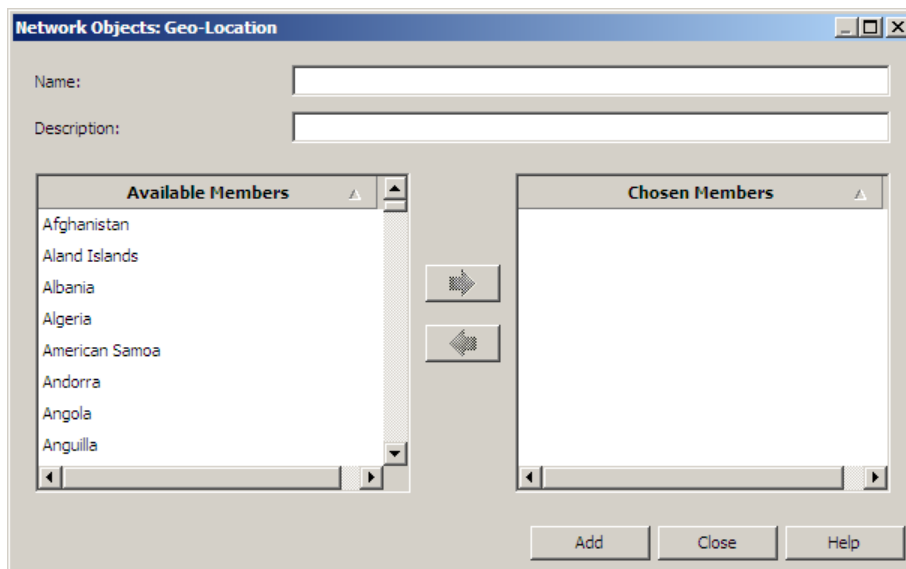 Network Objects: Geo-Location
Name:
Description:
Available Members
Afghanistan
Aland Islands
Albania
Algeria
American Samoa
Andorra
Angola
Anguilla
Chosen Members
Add
Close
Help